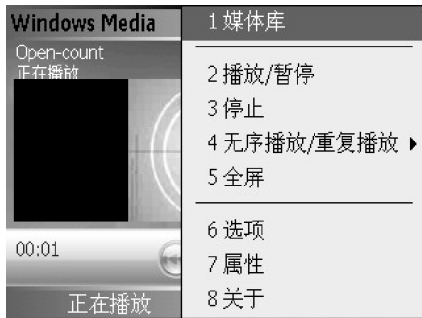 Windows Media
Open-count
正在播放
00:01
正在播放
1 媒体库
2 播放/暂停
3 停止
4 无序播放/重复播放
5 全屏
6 选项
7 属性
8 关于